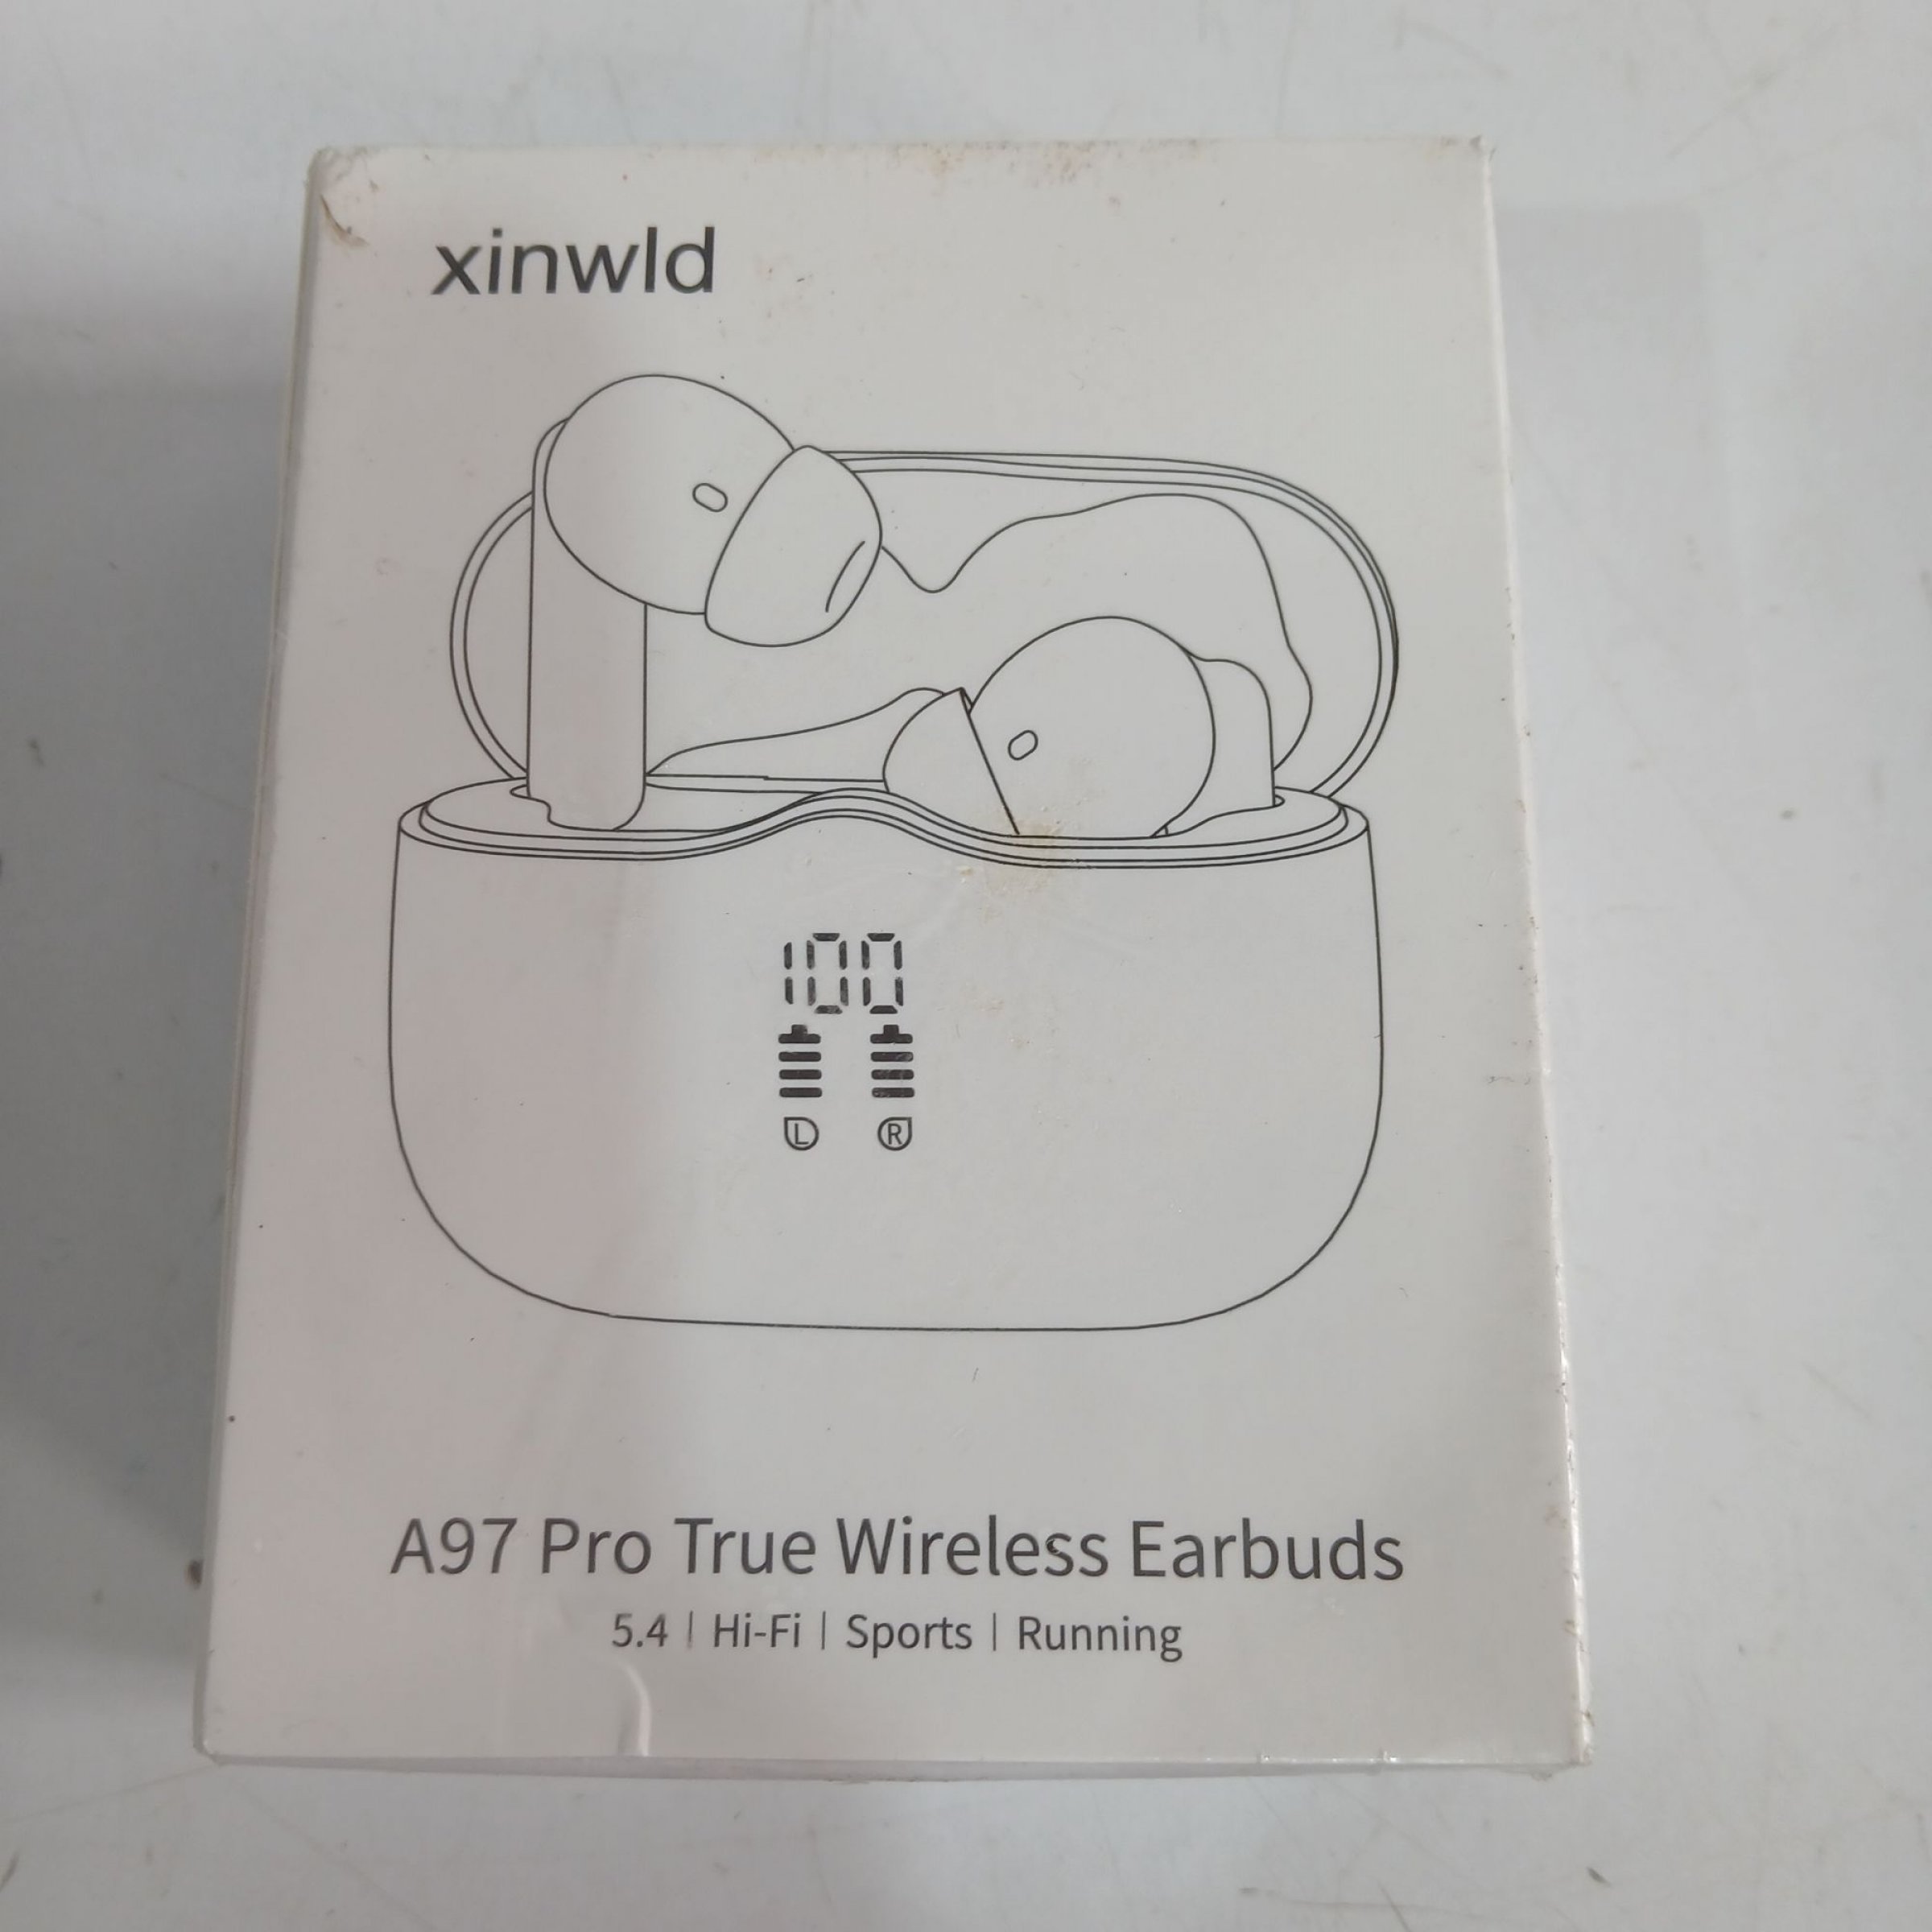 xinwld
100
L R
A97 Pro True Wireless Earbuds
5.4 | Hi-Fi | Sports | Running